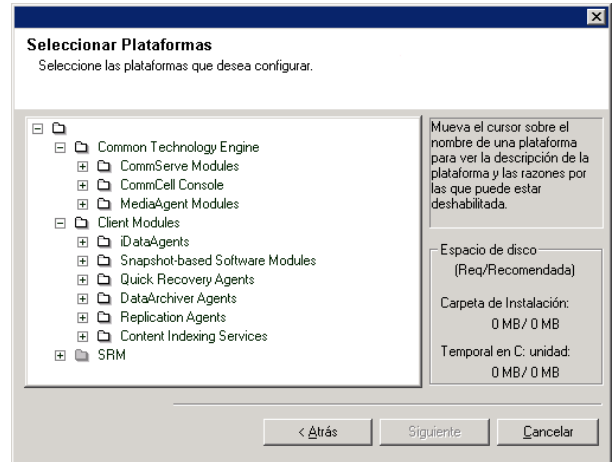 Seleccionar Plataformas
Seleccione las plataformas que desea configurar.
Common Technology Engine
CommServe Modules
CommCell Console
MediaAgent Modules
Client Modules
iDataAgents
Snapshot-based Software Modules
Quick Recovery Agents
DataArchiver Agents
Replication Agents
Content Indexing Services
SRM
Mueva el cursor sobre el
nombre de una plataforma
para ver la descripción de la
plataforma y las razones por
las que puede estar
deshabilitada.
Espacio de disco
(Req/Recomendada)
Carpeta de Instalación:
0 MB/ 0 MB
Temporal en C: unidad:
0 MB/ 0 MB
< Atrás
Siguiente
Cancelar